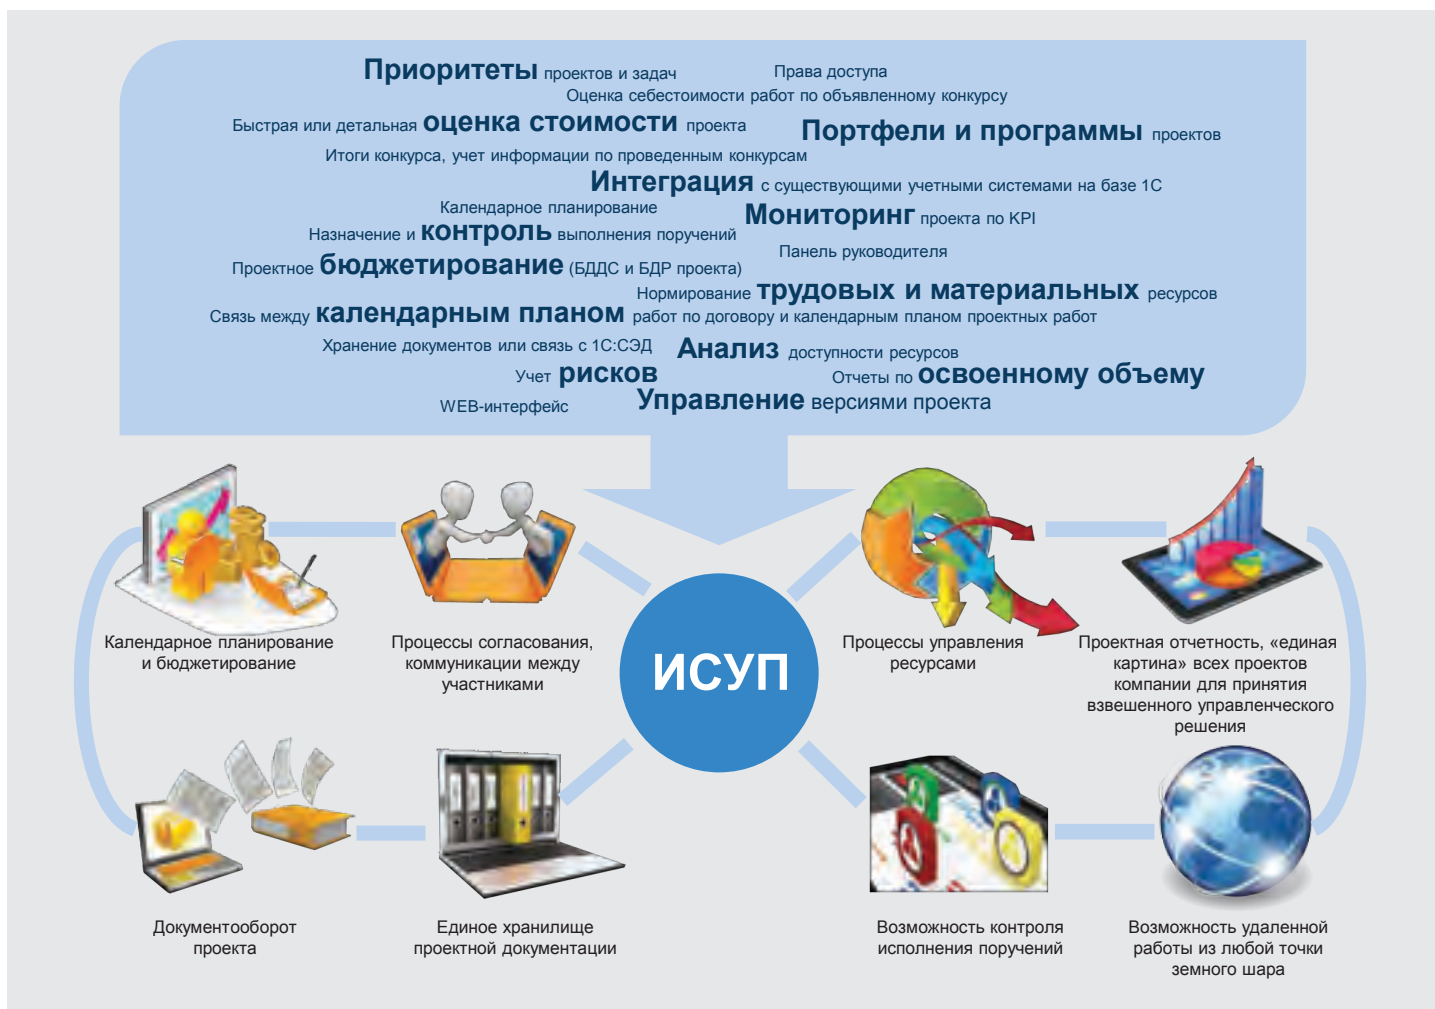 Приоритеты проектов и задач
Права доступа
Оценка себестоимости работ по объявленному конкурсу
Быстрая или детальная оценка стоимости проекта
Портфели и программы проектов
Итоги конкурса, учет информации по проведенным конкурсам
Интеграция с существующими учетными системами на базе 1С
Календарное планирование
Мониторинг проекта по KPI
Назначение и контроль выполнения поручений
Панель руководителя
Проектное бюджетирование (БДДС и БДР проекта)
Нормирование трудовых и материальных ресурсов
Связь между календарным планом работ по договору и календарным планом проектных работ
Хранение документов или связь с 1С:СЭД
Анализ доступности ресурсов
Учет рисков
Отчеты по освоенному объему
WEB-интерфейс
Управление версиями проекта
Календарное планирование
и бюджетирование
Процессы согласования,
коммуникации между
участниками
ИСУП
Процессы управления
ресурсами
Проектная отчетность, «единая
картина» всех проектов
компании для принятия
взвешенного управленческого
решения
Документооборот
проекта
Единое хранилище
проектной документации
Возможность контроля
исполнения поручений
Возможность удаленной
работы из любой точки
земного шара